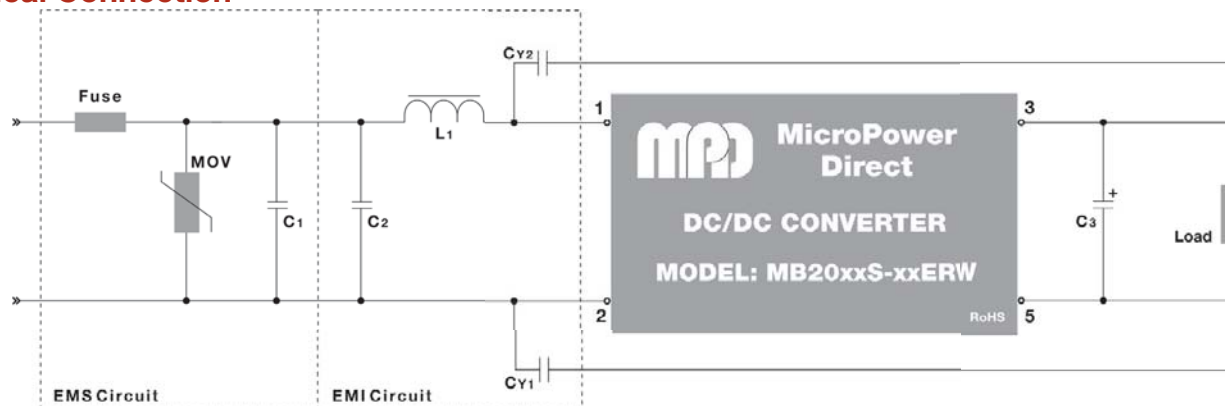 Fuse
MOV
C1
C2
L1
CY2
CY1
EMS Circuit
EMI Circuit
1
2
MPD
MicroPower
Direct
DC/DC CONVERTER
MODEL: MB20xxS-xxERW
RoHS
3
5
C3
+
Load